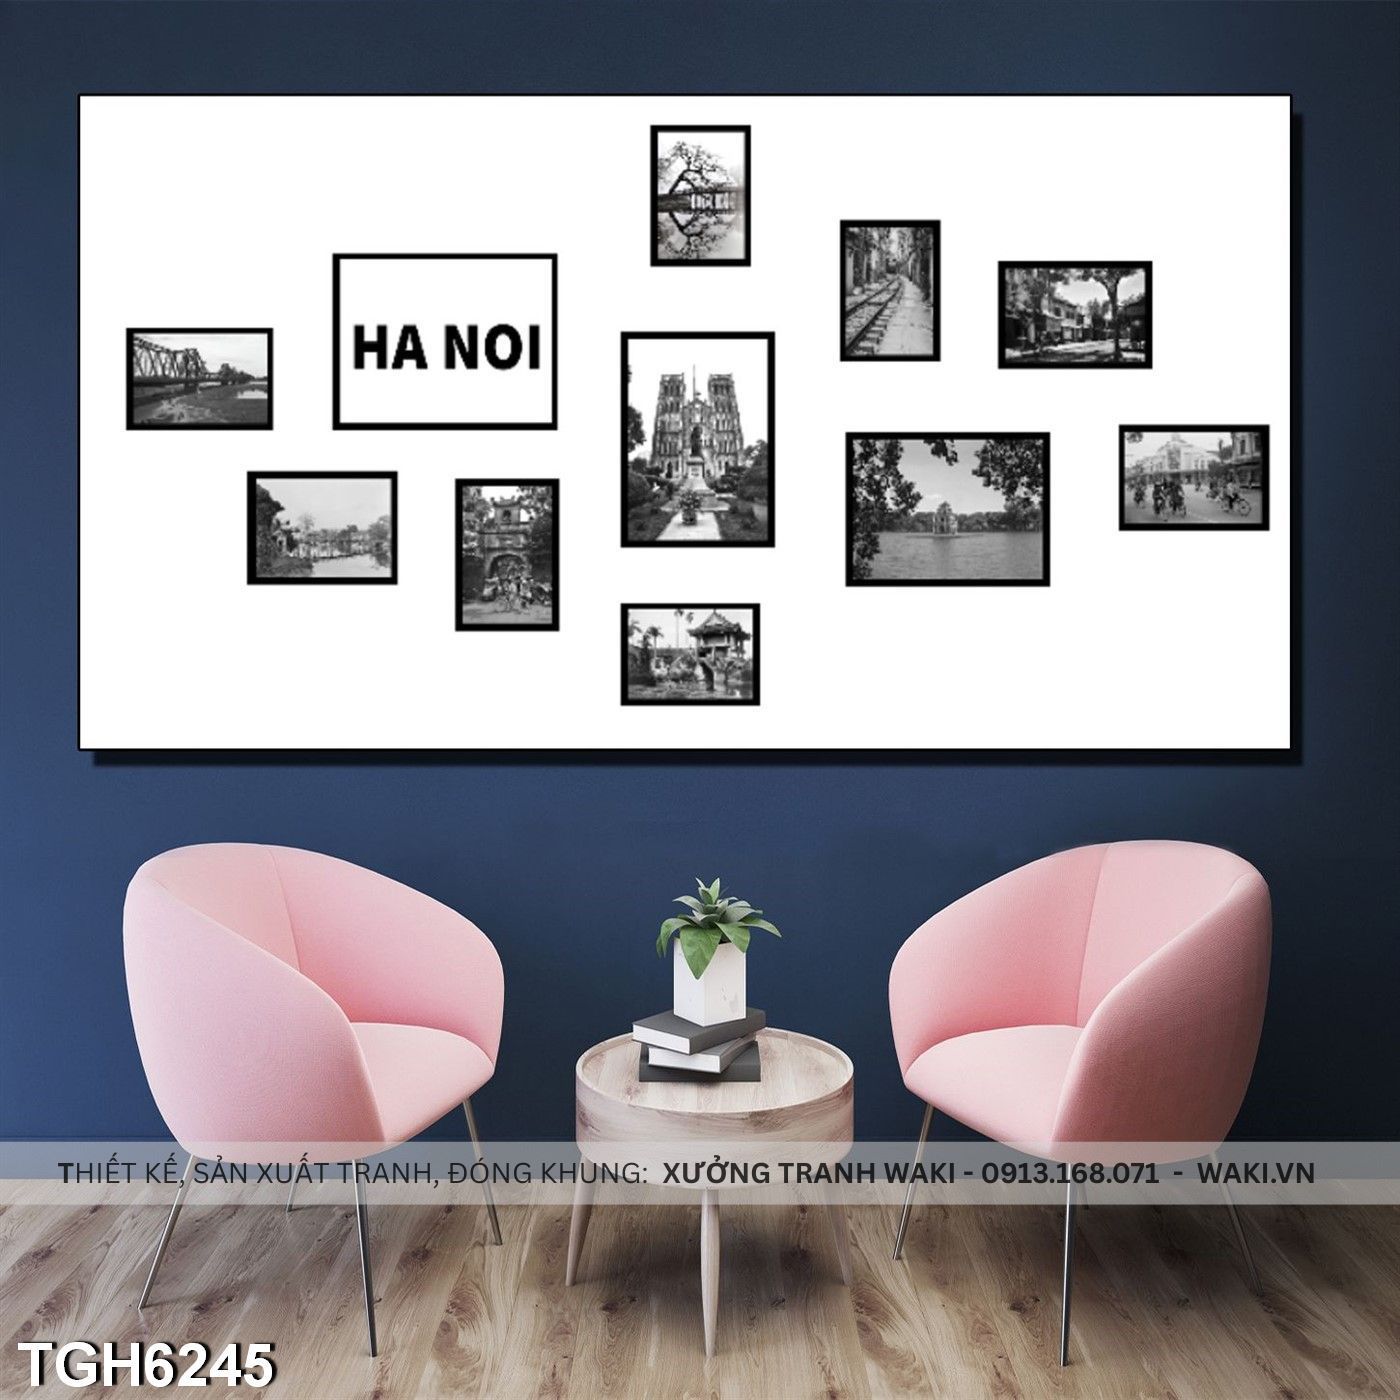 HA NOI
THIẾT KẾ, SẢN XUẤT TRANH, ĐÓNG KHUNG: XƯỞNG TRANH WAKI - 0913.168.071 - WAKI.VN
TGH6245